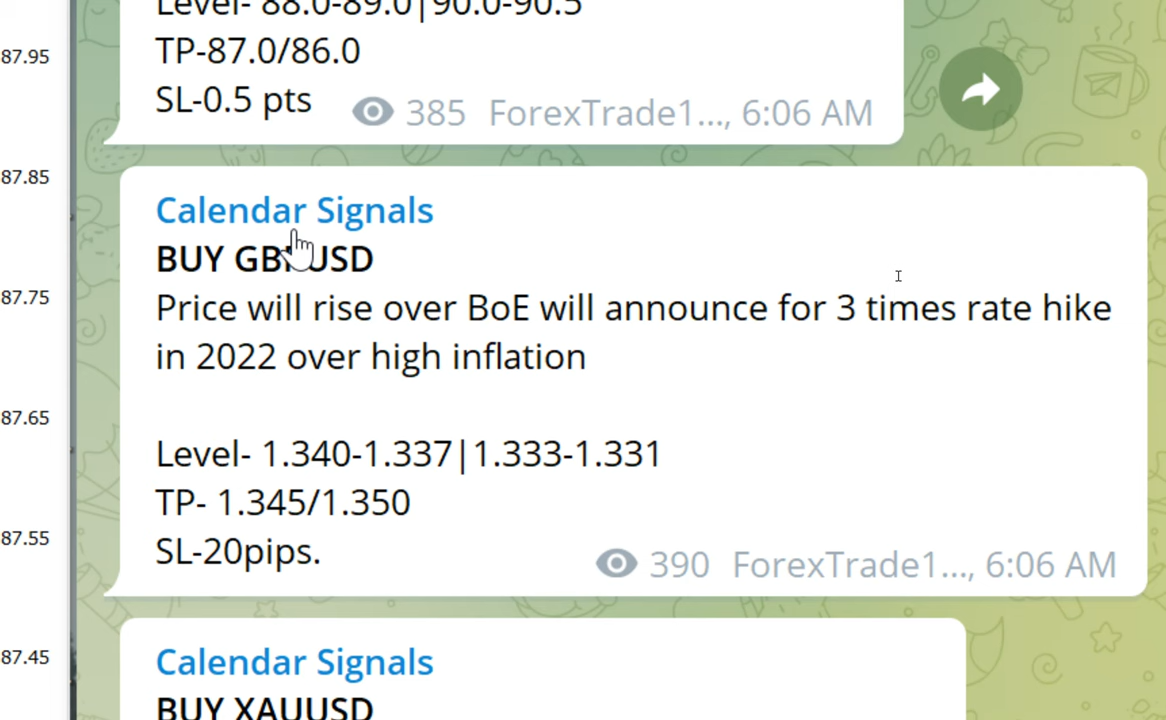 Level- 88.0-89.0|90.0-90.5
87.95
TP-87.0/86.0
SL-0.5 pts
385 ForexTrade1..., 6:06 AM
87.85
Calendar Signals
BUY GBPUSD
87.75
Price will rise over BoE will announce for 3 times rate hike
in 2022 over high inflation
87.65
Level- 1.340-1.337|1.333-1.331
TP- 1.345/1.350
87.55
SL-20pips.
390 ForexTrade1..., 6:06 AM
87.45
Calendar Signals
BUY XAUUSD